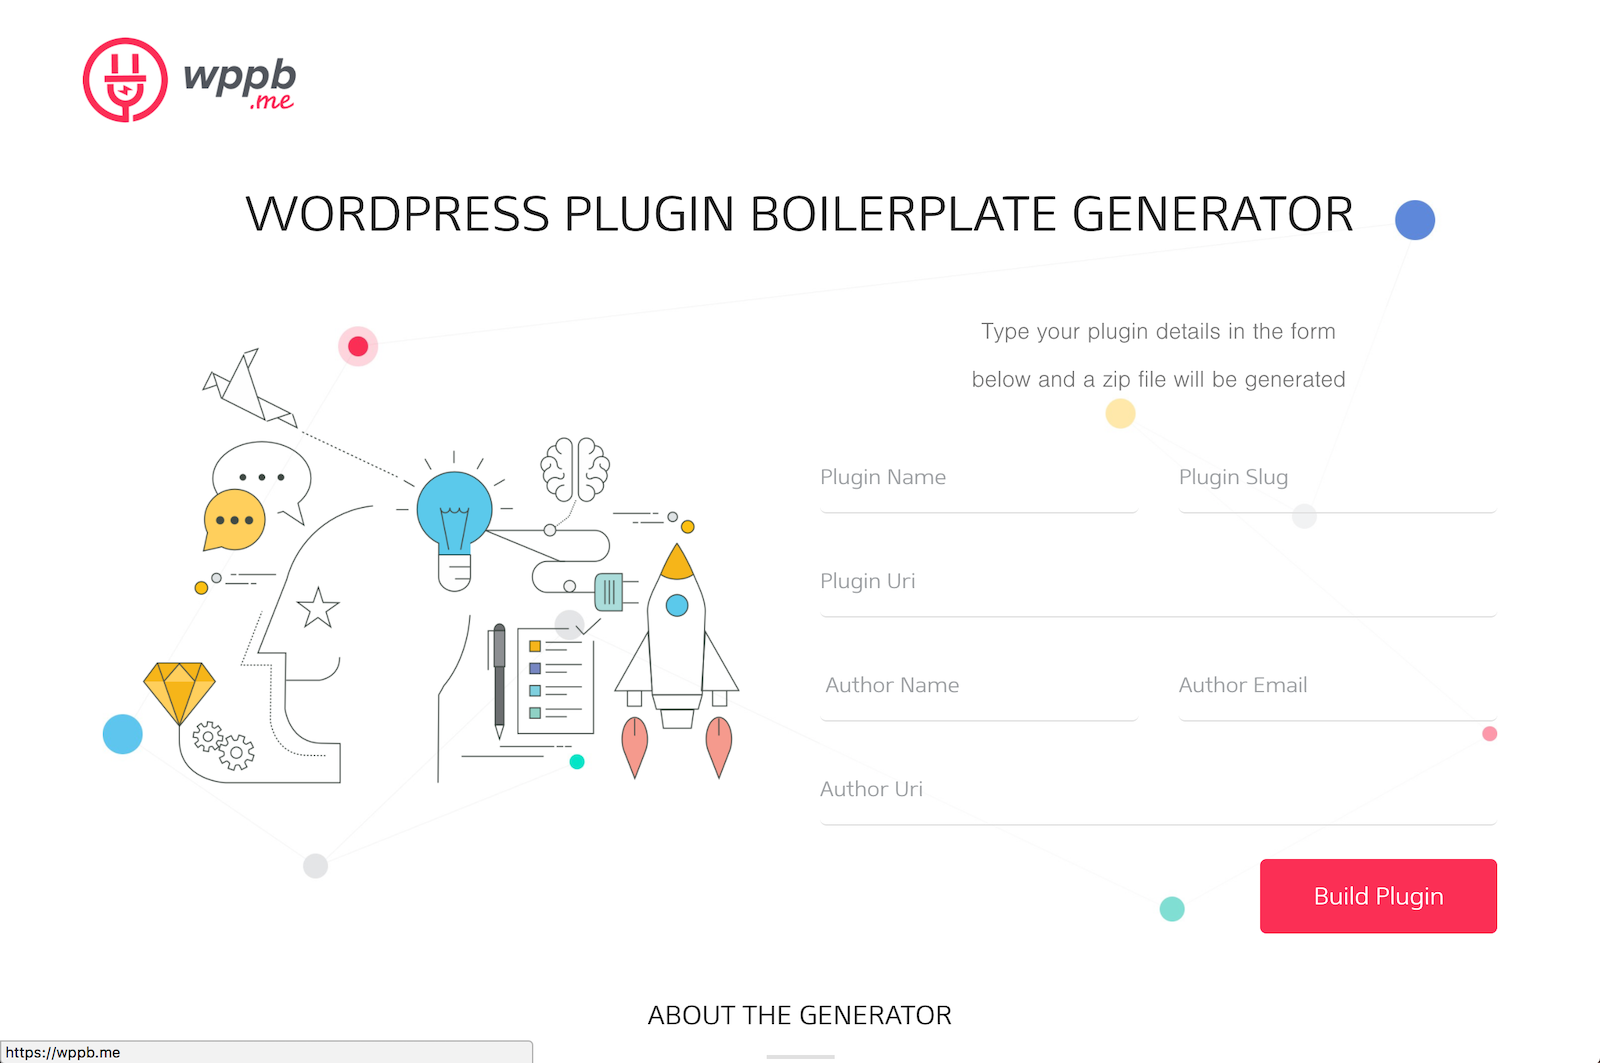 wppb
.me
WORDPRESS PLUGIN BOILERPLATE GENERATOR
Type your plugin details in the form
below and a zip file will be generated
Plugin Name
Plugin Slug
Plugin Uri
Author Name
Author Email
Author Uri
Build Plugin
ABOUT THE GENERATOR
https://wppb.me